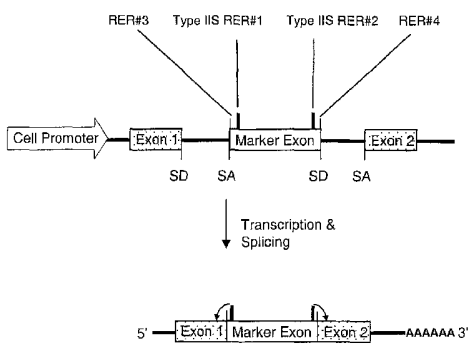 RER#3 Type IIS RER#1 Type IIS RER#2 RER#4
Cell Promoter Exon 1 Marker Exon Exon 2
SD SA SD SA
Transcription &
Splicing
5' Exon 1 Marker Exon Exon 2 AAAAAA 3'